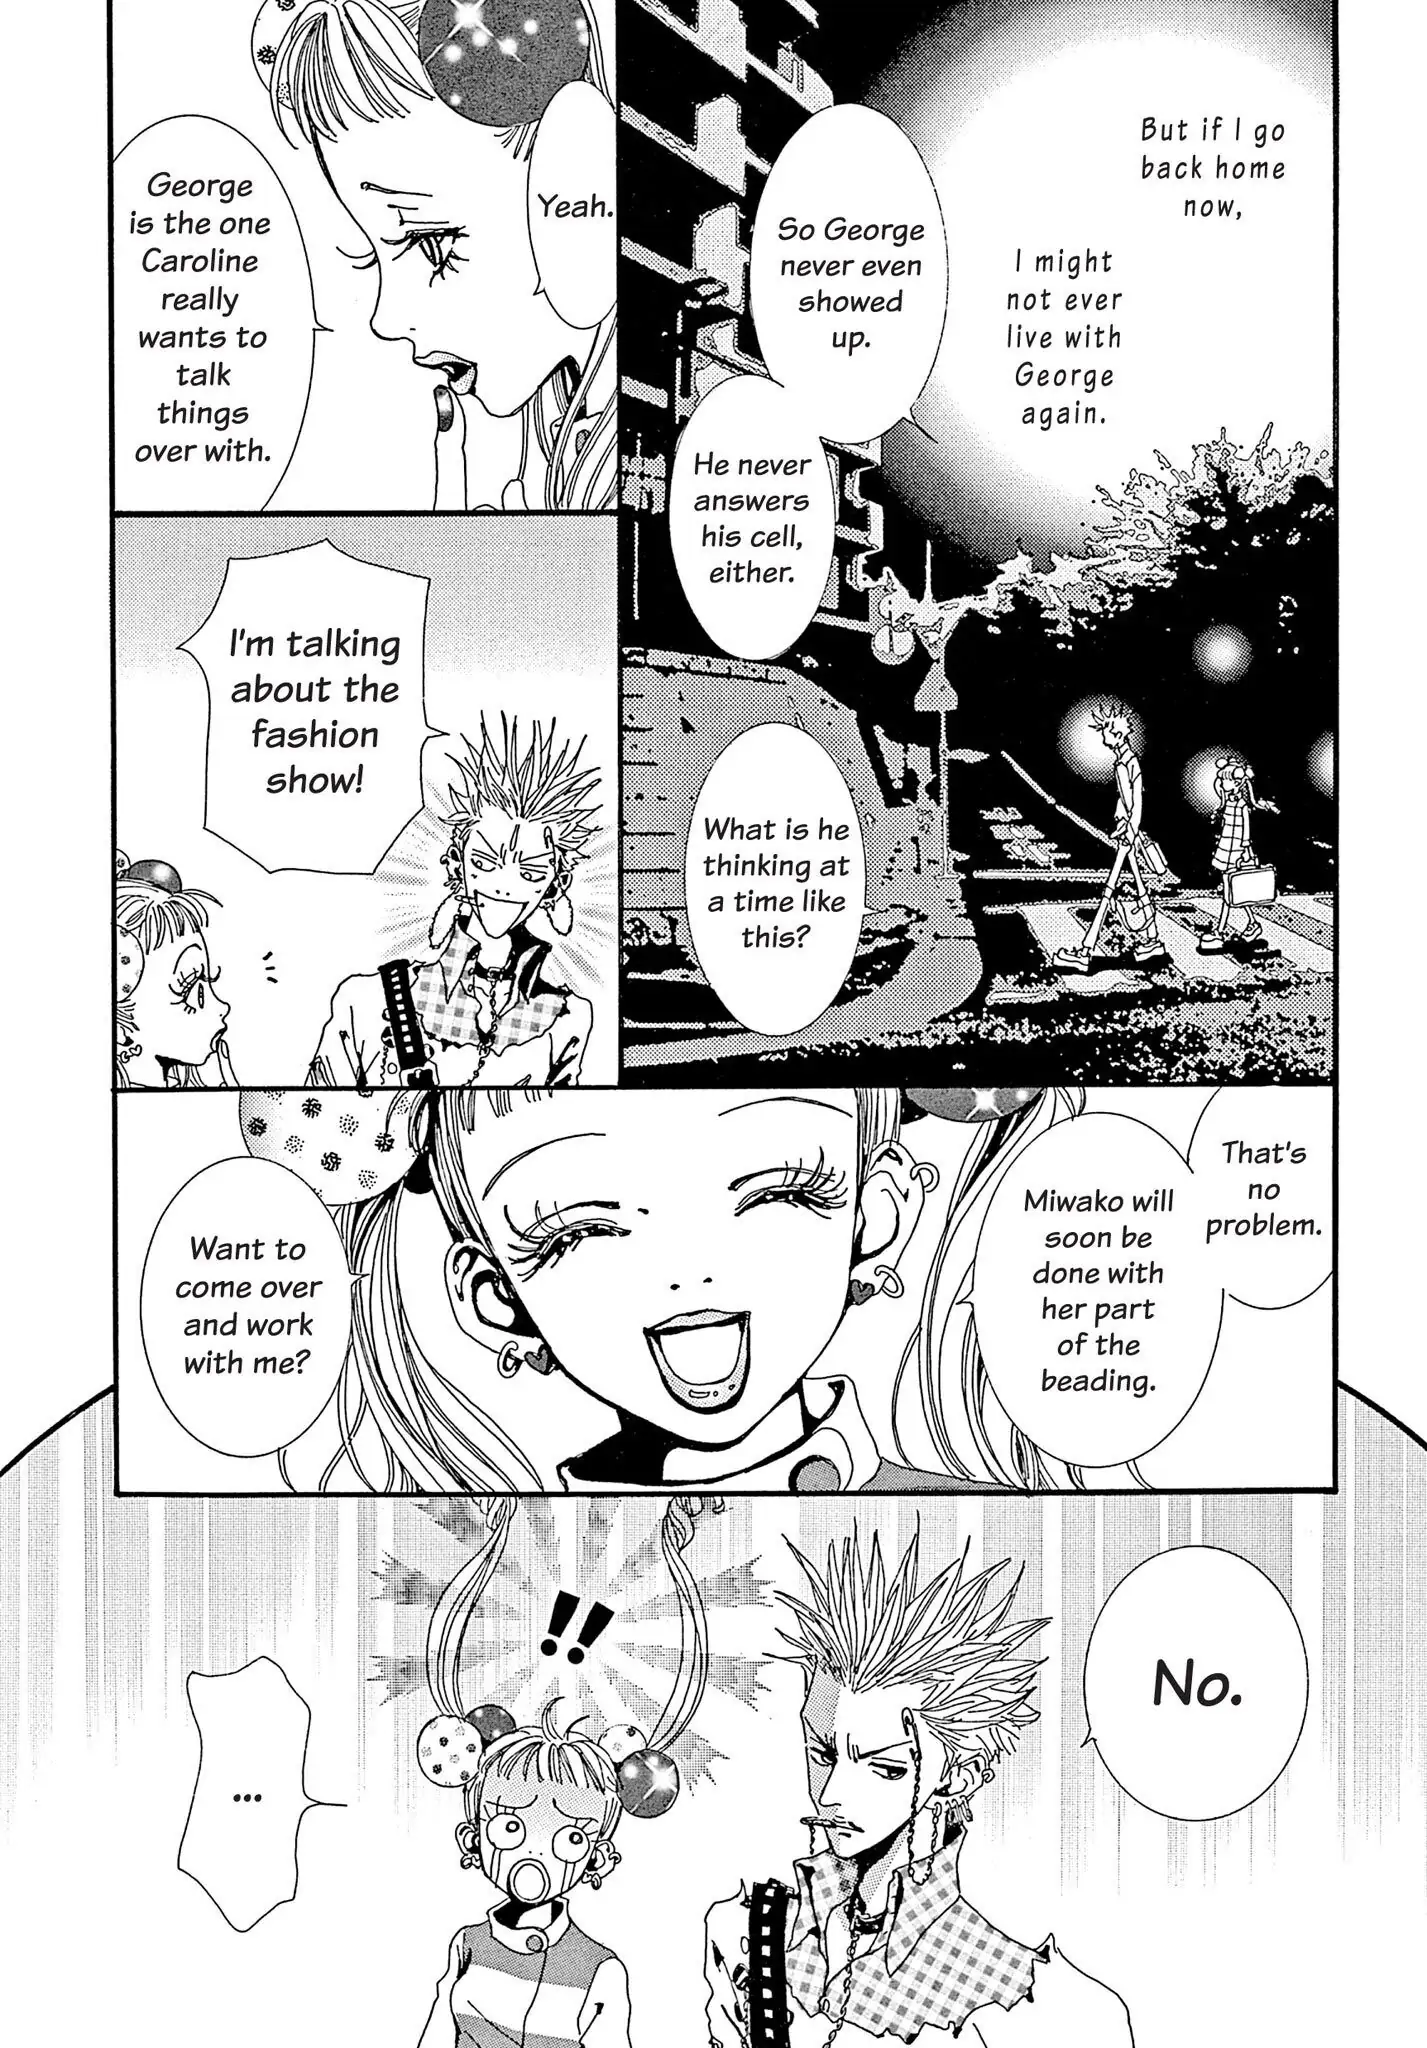 But if I go
back home
now,
I might
not ever
live with
George
again.
So George
never even
showed
up.
He never
answers
his cell,
either.
What is he
thinking at
a time like
this?
Yeah.
George
is the one
Caroline
really
wants to
talk
things
over with.
I'm talking
about the
fashion
show!
That's
no
problem.
Miwako will
soon be
done with
her part
of the
beading.
Want to
come over
and work
with me?
No.
!!
...